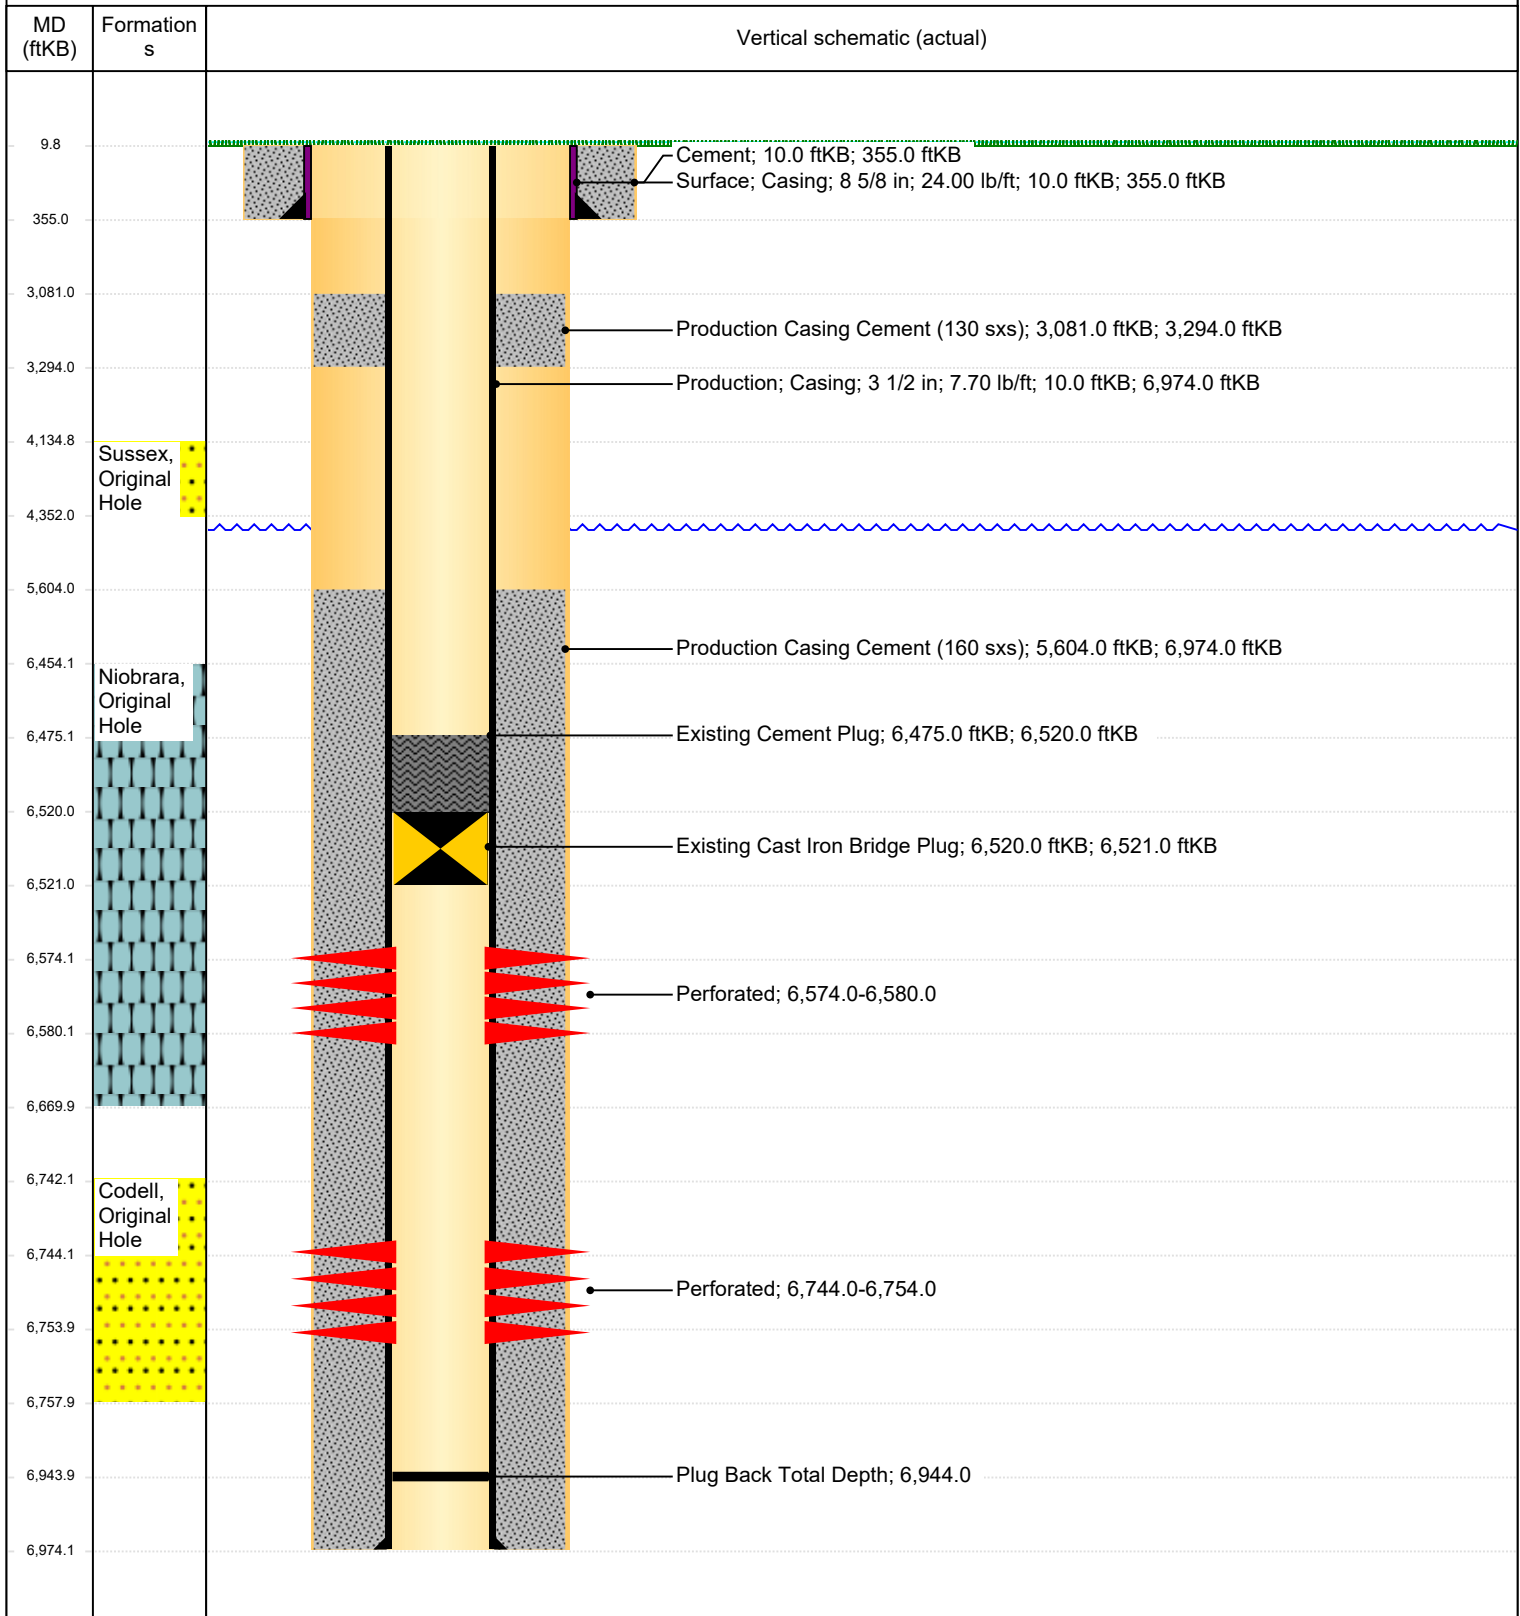 MD
(ftKB)
Formation
s
Vertical schematic (actual)
9.8
Cement; 10.0 ftKB; 355.0 ftKB
Surface; Casing; 8 5/8 in; 24.00 lb/ft; 10.0 ftKB; 355.0 ftKB
355.0
3,081.0
Production Casing Cement (130 sxs); 3,081.0 ftKB; 3,294.0 ftKB
3,294.0
Production; Casing; 3 1/2 in; 7.70 lb/ft; 10.0 ftKB; 6,974.0 ftKB
4,134.8
Sussex,
Original
Hole
4,352.0
5,604.0
Production Casing Cement (160 sxs); 5,604.0 ftKB; 6,974.0 ftKB
6,454.1
Niobrara,
Original
Hole
6,475.1
Existing Cement Plug; 6,475.0 ftKB; 6,520.0 ftKB
6,520.0
Existing Cast Iron Bridge Plug; 6,520.0 ftKB; 6,521.0 ftKB
6,521.0
6,574.1
Perforated; 6,574.0-6,580.0
6,580.1
6,669.9
6,742.1
Codell,
Original
Hole
6,744.1
Perforated; 6,744.0-6,754.0
6,753.9
6,757.9
6,943.9
Plug Back Total Depth; 6,944.0
6,974.1